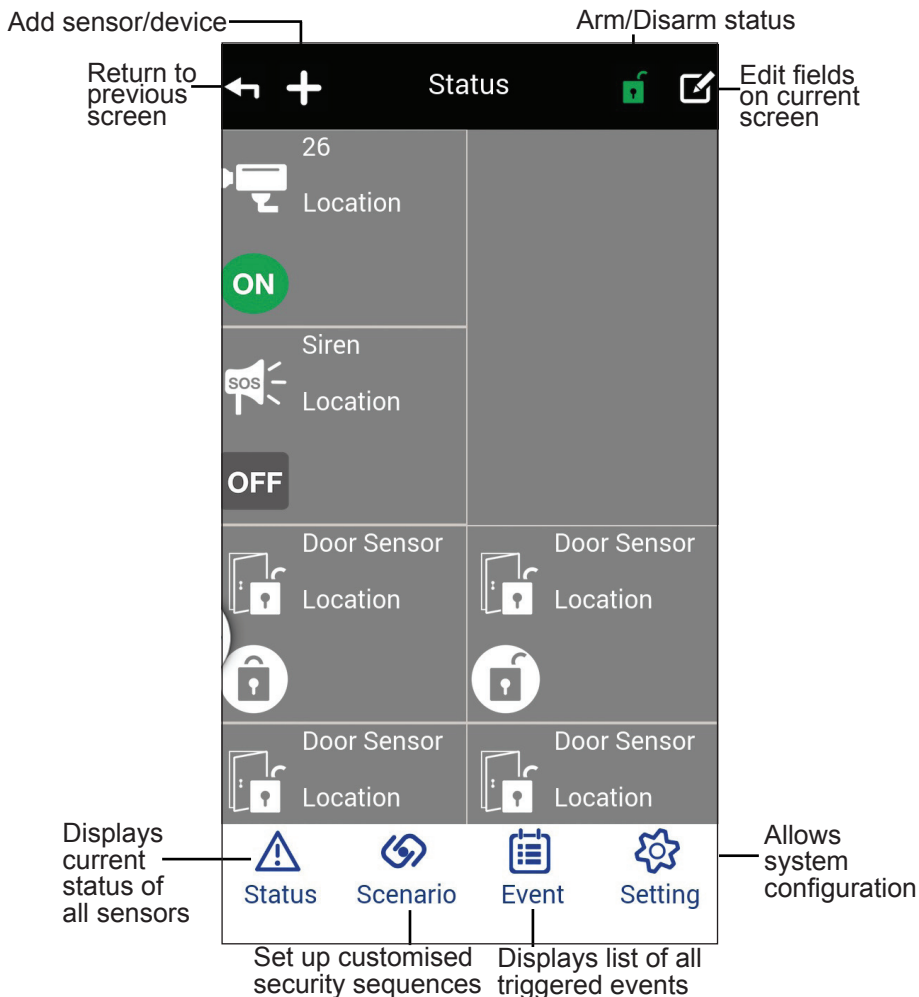 Add sensor/device
Arm/Disarm status
Return to
previous
screen
Status
Edit fields
on current
screen
26
Location
ON
Siren
SOS
Location
OFF
Door Sensor
Location
Door Sensor
Location
Door Sensor
Location
Door Sensor
Location
Displays
current
status of
all sensors
Status
Scenario
Event
Setting
Allows
system
configuration
Set up customised
security sequences
Displays list of all
triggered events